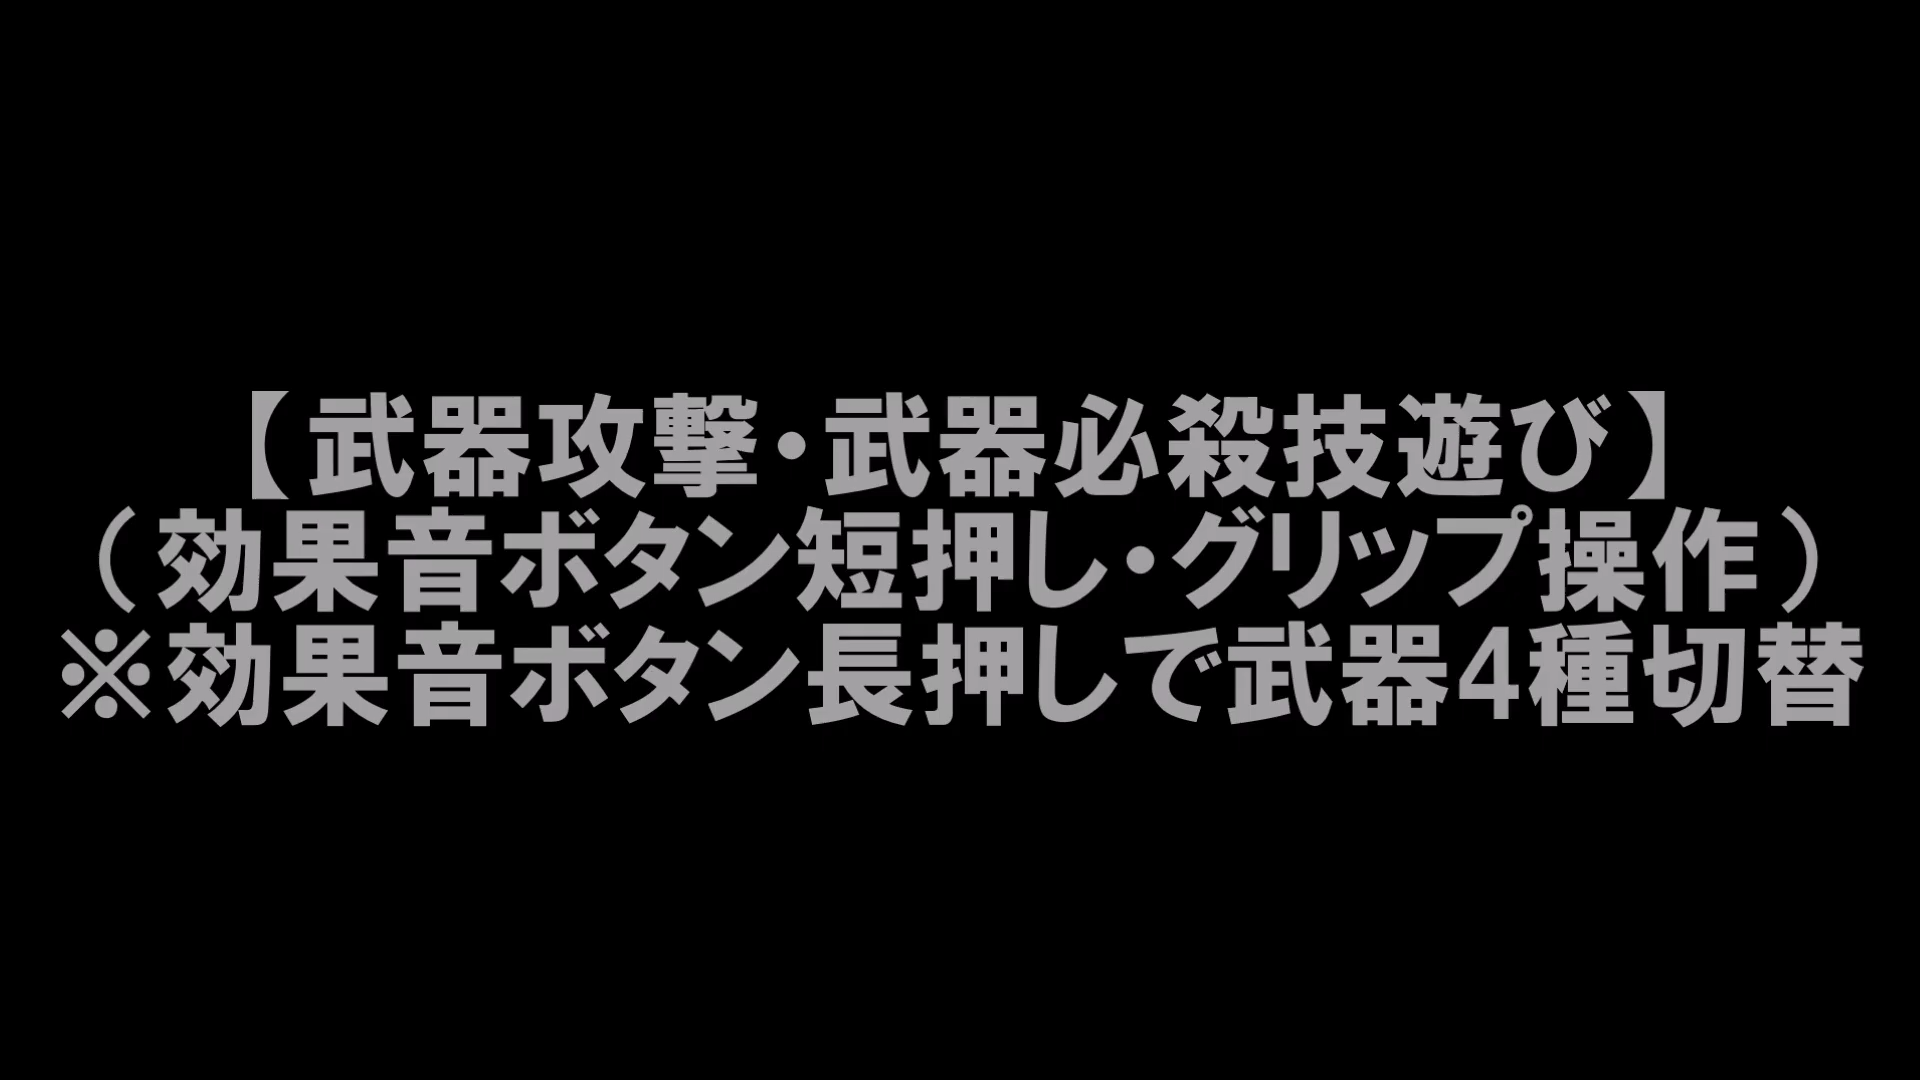 【武器攻撃・武器必殺技遊び】
（効果音ボタン短押し・グリップ操作）
※効果音ボタン長押しで武器4種切替